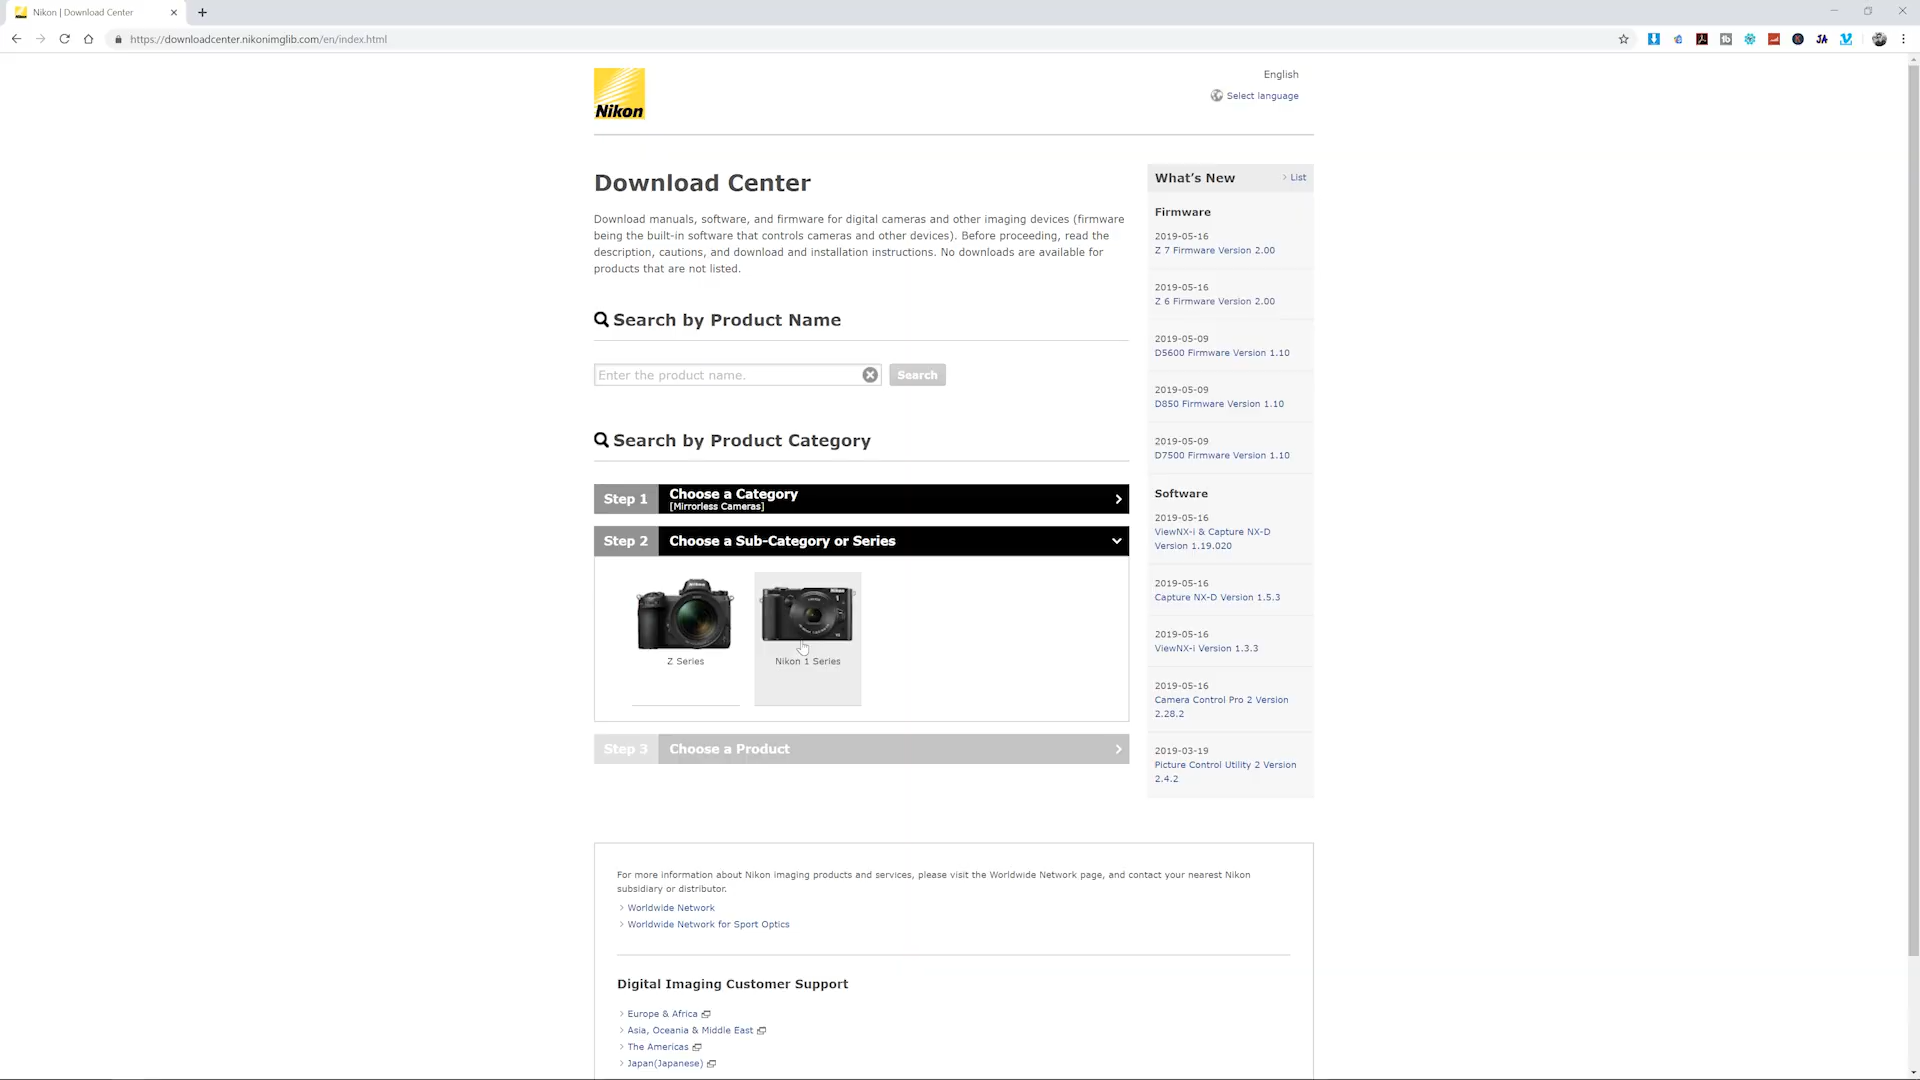 Nikon | Download Center
https://downloadcenter.nikonimglib.com/en/index.html
Nikon
English
Select language
Download Center
Download manuals, software, and firmware for digital cameras and other imaging devices (firmware
being the built-in software that controls cameras and other devices). Before proceeding, read the
description, cautions, and download and installation instructions. No downloads are available for
products that are not listed.
Search by Product Name
Enter the product name.
Search
Search by Product Category
Step 1
Choose a Category
[Mirrorless Cameras]
Step 2
Choose a Sub-Category or Series
Z Series
Nikon 1 Series
Step 3
Choose a Product
What's New
List
Firmware
2019-05-16
Z 7 Firmware Version 2.00
2019-05-16
Z 6 Firmware Version 2.00
2019-05-09
D5600 Firmware Version 1.10
2019-05-09
D850 Firmware Version 1.10
2019-05-09
D7500 Firmware Version 1.10
Software
2019-05-16
ViewNX-i & Capture NX-D
Version 1.19.020
2019-05-16
Capture NX-D Version 1.5.3
2019-05-16
ViewNX-i Version 1.3.3
2019-05-16
Camera Control Pro 2 Version
2.28.2
2019-03-19
Picture Control Utility 2 Version
2.4.2
For more information about Nikon imaging products and services, please visit the Worldwide Network page, and contact your nearest Nikon
subsidiary or distributor.
Worldwide Network
Worldwide Network for Sport Optics
Digital Imaging Customer Support
Europe & Africa
Asia, Oceania & Middle East
The Americas
Japan(Japanese)